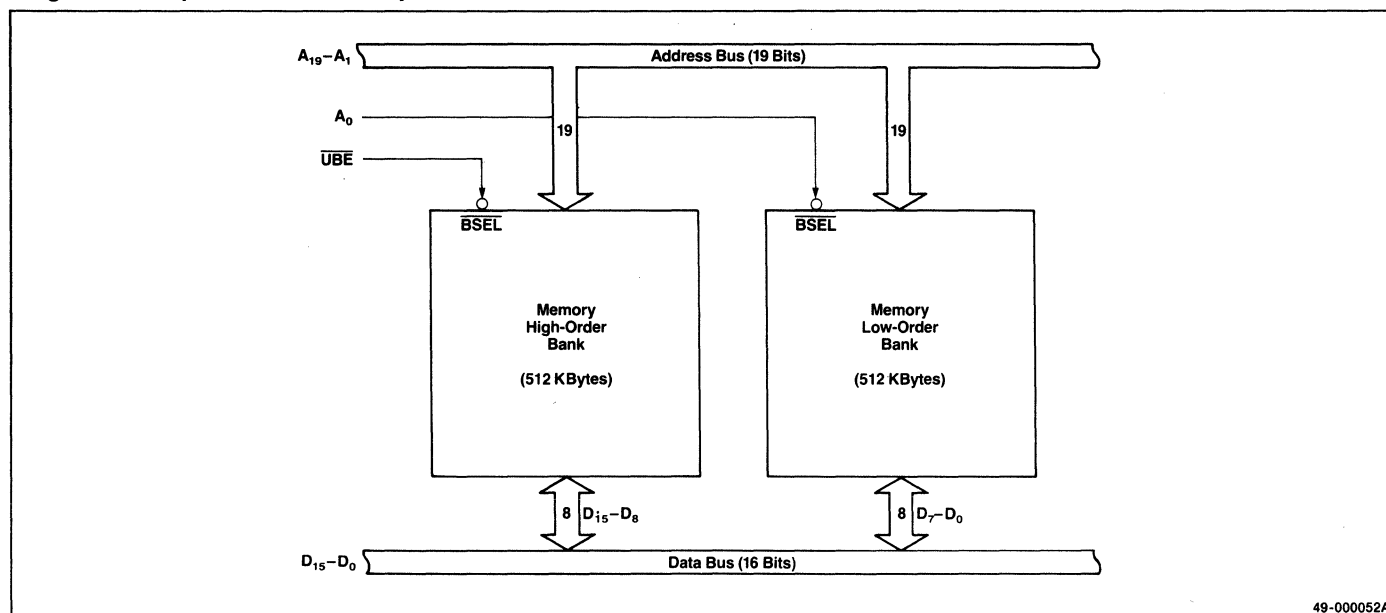 A19–A1
Address Bus (19 Bits)
A0
19
19
UBE
BSEL
BSEL
Memory
High-Order
Bank
(512 KBytes)
Memory
Low-Order
Bank
(512 KBytes)
8 D15–D8
8 D7–D0
D15–D0
Data Bus (16 Bits)
49-000052A